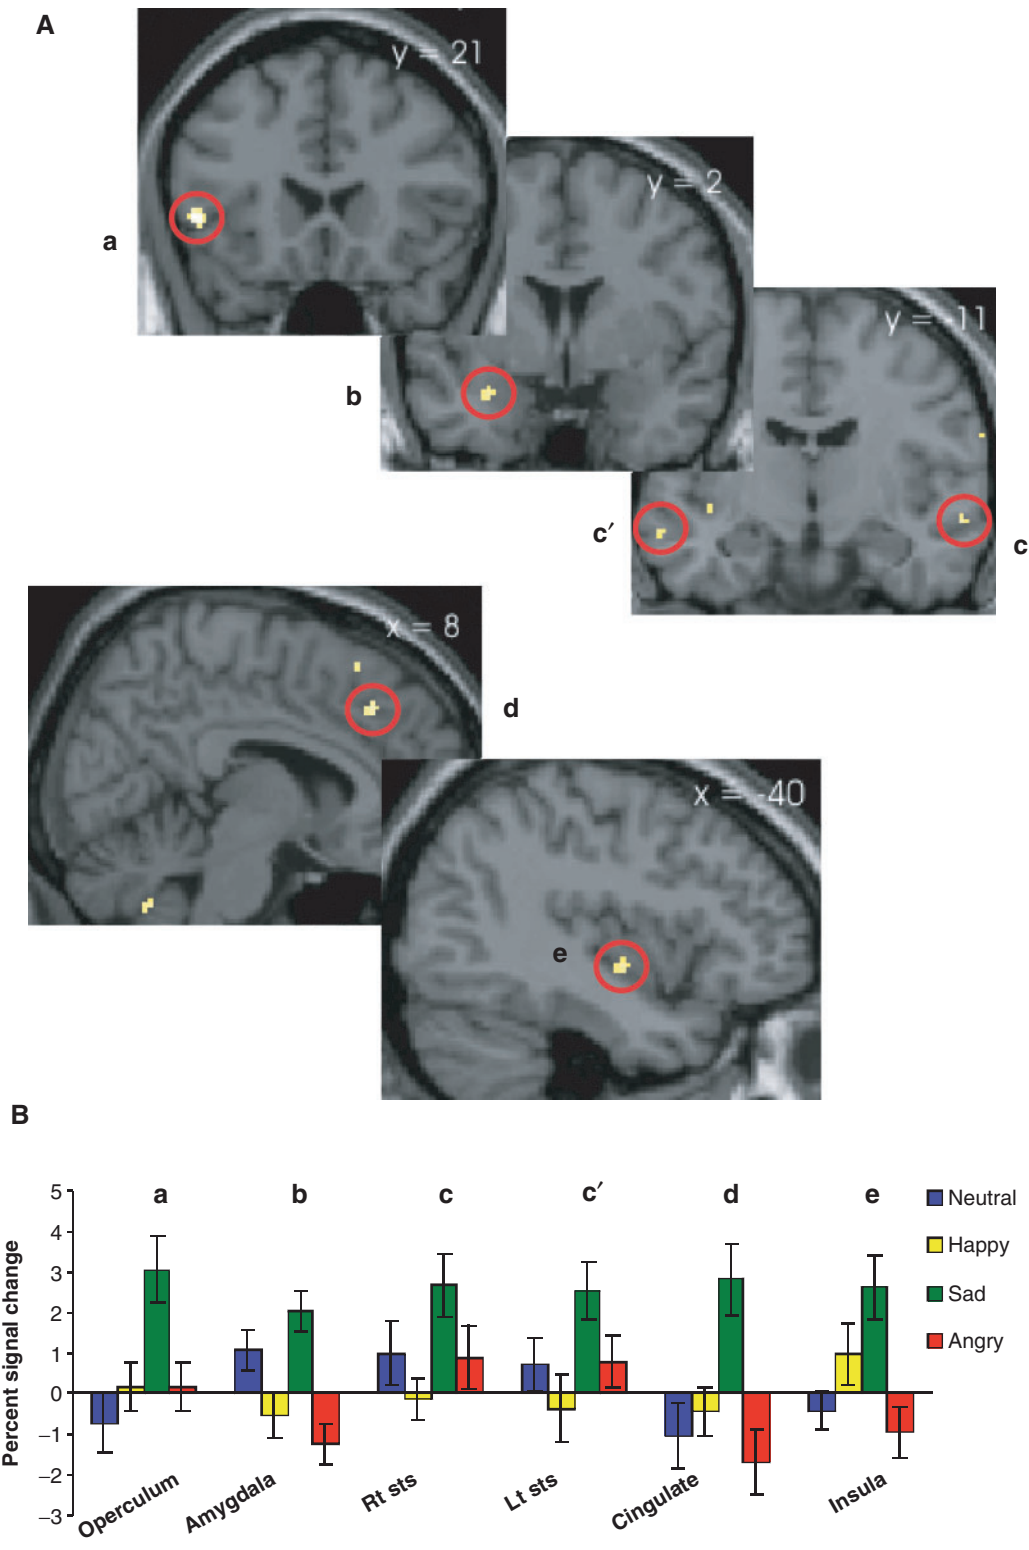 A
y = 21
a
y = 2
b
y = -11
c′
c
x = 8
d
x = -40
e
B
a b c c′ d e
Percent signal change
5
4
3
2
1
0
−1
−2
−3
Neutral
Happy
Sad
Angry
Operculum
Amygdala
Rt sts
Lt sts
Cingulate
Insula